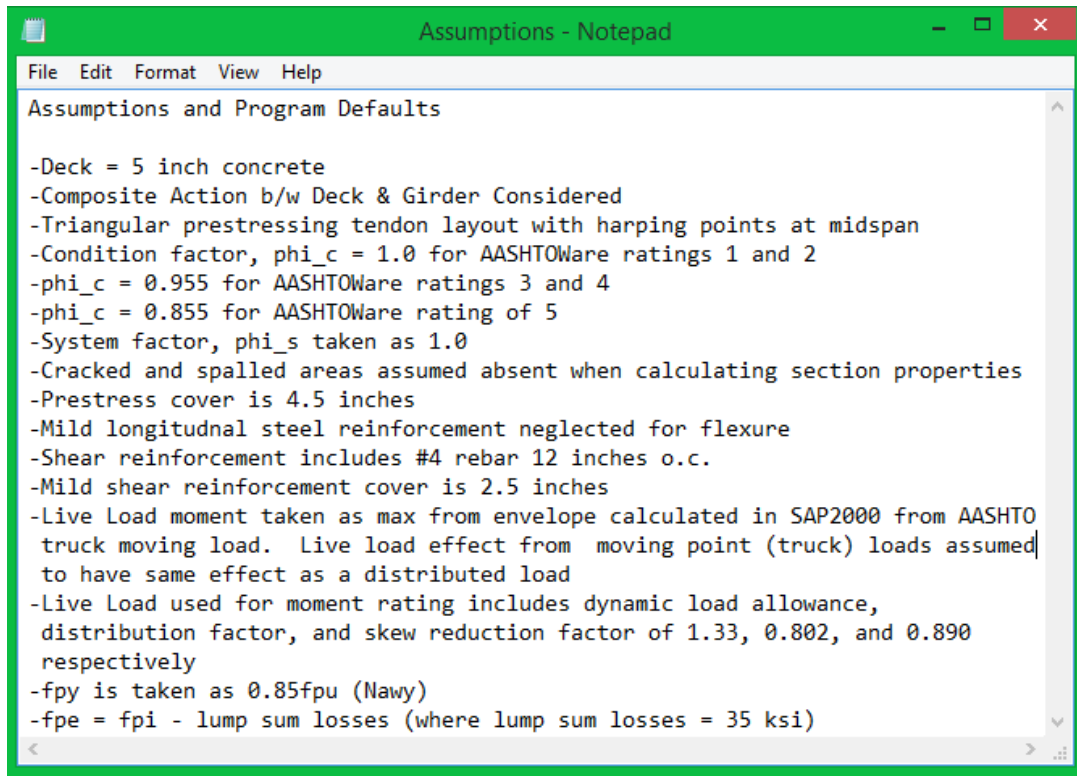 Assumptions - Notepad
File Edit Format View Help
Assumptions and Program Defaults
-Deck = 5 inch concrete
-Composite Action b/w Deck & Girder Considered
-Triangular prestressing tendon layout with harping points at midspan
-Condition factor, phi_c = 1.0 for AASHTOWare ratings 1 and 2
-phi_c = 0.955 for AASHTOWare ratings 3 and 4
-phi_c = 0.855 for AASHTOWare rating of 5
-System factor, phi_s taken as 1.0
-Cracked and spalled areas assumed absent when calculating section properties
-Prestress cover is 4.5 inches
-Mild longitudnal steel reinforcement neglected for flexure
-Shear reinforcement includes #4 rebar 12 inches o.c.
-Mild shear reinforcement cover is 2.5 inches
-Live Load moment taken as max from envelope calculated in SAP2000 from AASHTO
truck moving load.  Live load effect from  moving point (truck) loads assumed
to have same effect as a distributed load
-Live Load used for moment rating includes dynamic load allowance,
distribution factor, and skew reduction factor of 1.33, 0.802, and 0.890
respectively
-fpy is taken as 0.85fpu (Nawy)
-fpe = fpi - lump sum losses (where lump sum losses = 35 ksi)